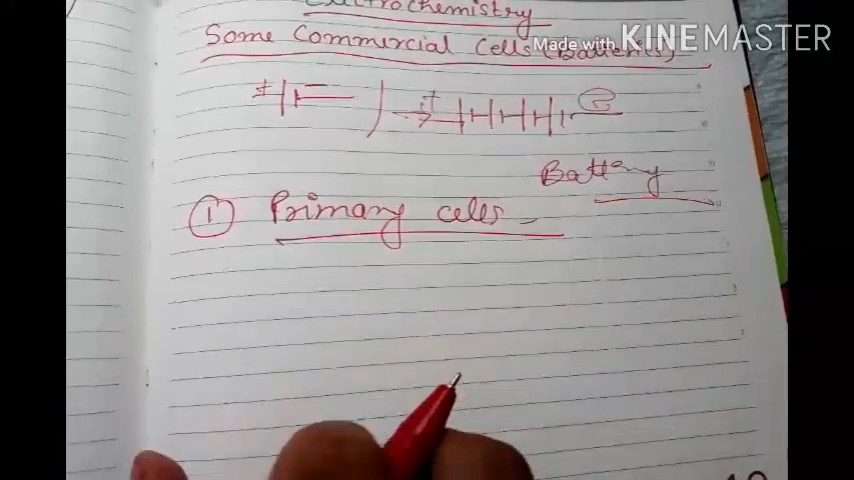 Electrochemistry
Some Commercial Cells (Batteries)
Made with KINEMASTER
+ + -
Battery
① Primary cells -